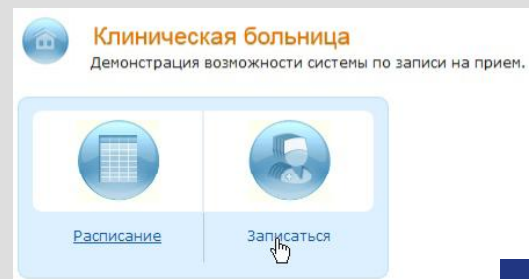 Клиническая больница
Демонстрация возможности системы по записи на прием.
Расписание
Записаться